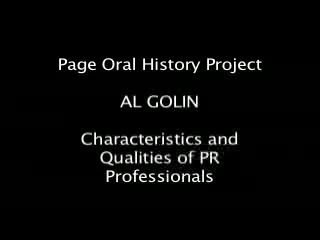 Page Oral History Project
AL GOLIN
Characteristics and
Qualities of PR
Professionals